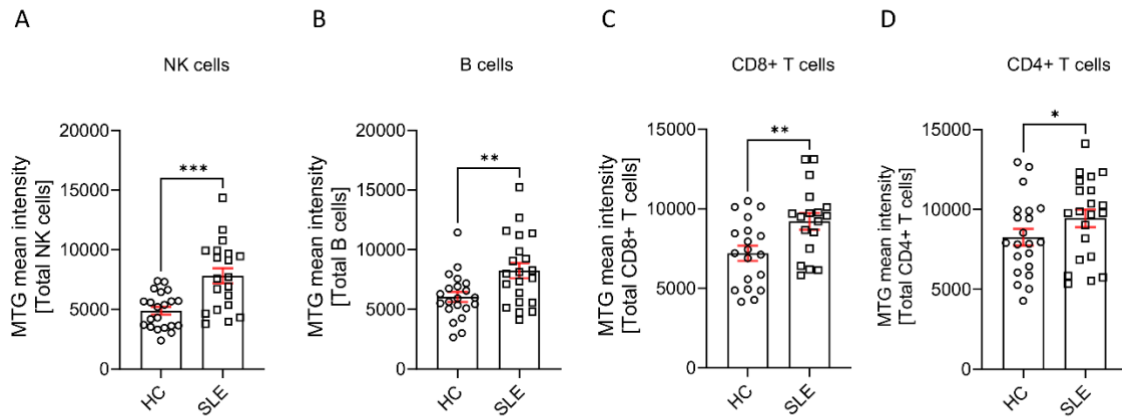 A
NK cells
MTG mean intensity
[Total NK cells]
20000
15000
10000
5000
0
***
HC
SLE
B
B cells
MTG mean intensity
[Total B cells]
20000
15000
10000
5000
0
**
HC
SLE
C
CD8+ T cells
MTG mean intensity
[Total CD8+ T cells]
15000
10000
5000
0
**
HC
SLE
D
CD4+ T cells
MTG mean intensity
[Total CD4+ T cells]
15000
10000
5000
0
*
HC
SLE